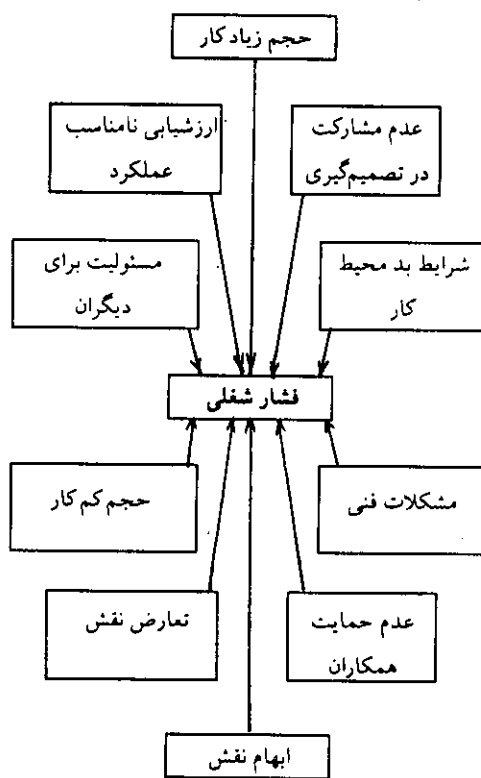 حجم زیاد کار
عدم مشارکت
در تصمیم‌گیری
ارزشیابی نامناسب
عملکرد
شرایط بد محیط
کار
مسئولیت برای
دیگران
فشار شغلی
مشکلات فنی
حجم کم کار
عدم حمایت
همکاران
تعارض نقش
ابهام نقش